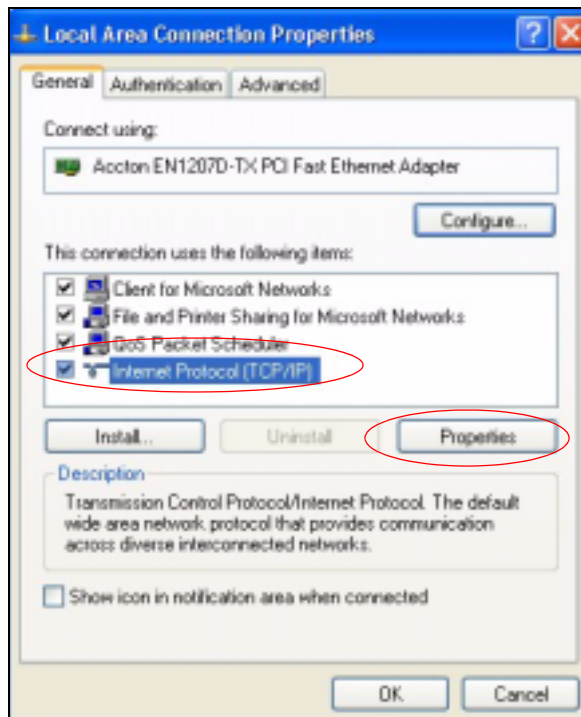 Local Area Connection Properties
General Authentication Advanced
Connect using:
Accton EN1207D-TX PCI Fast Ethernet Adapter
Configure...
This connection uses the following items:
Client for Microsoft Networks
File and Printer Sharing for Microsoft Networks
QoS Packet Scheduler
Internet Protocol (TCP/IP)
Install... Uninstall Properties
Description
Transmission Control Protocol/Internet Protocol. The default
wide area network protocol that provides communication
across diverse interconnected networks.
Show icon in notification area when connected
OK Cancel